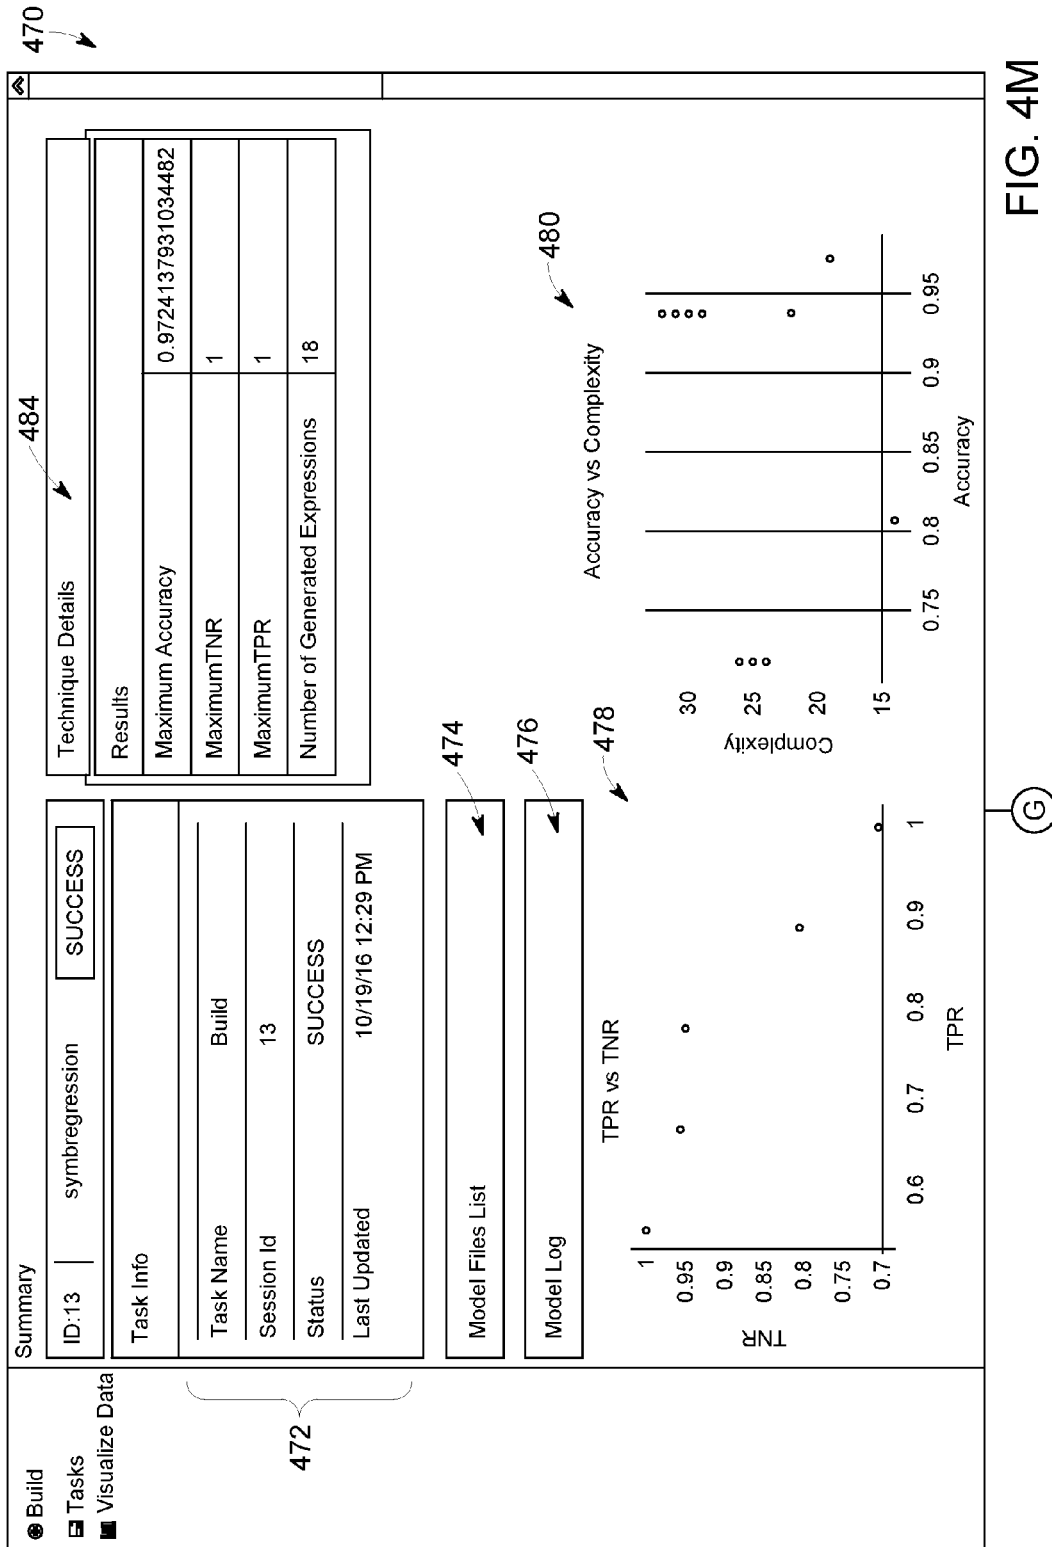 470
Build
Tasks
Visualize Data
Summary
ID:13 symbregression SUCCESS
Task Info
Task Name Build
Session Id 13
Status SUCCESS
Last Updated 10/19/16 12:29 PM
472
Model Files List
474
Model Log
476
484
Technique Details
Results
Maximum Accuracy 0.9724137931034482
MaximumTNR 1
MaximumTPR 1
Number of Generated Expressions 18
478
TPR vs TNR
TNR
1
0.95
0.9
0.85
0.8
0.75
0.7
0.6 0.7 0.8 0.9 1
TPR
480
Accuracy vs Complexity
Complexity
30
25
20
15
0.75 0.8 0.85 0.9 0.95
Accuracy
G
FIG. 4M